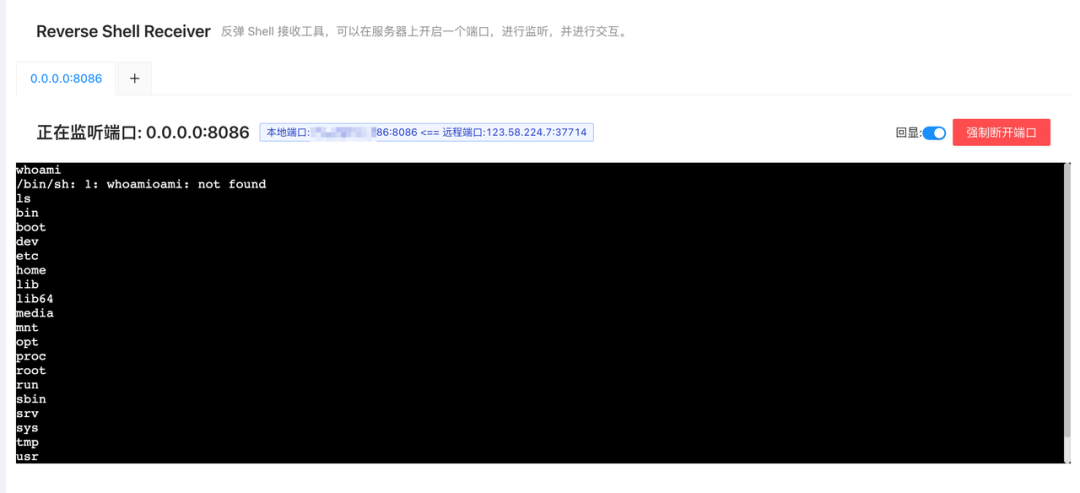 Reverse Shell Receiver 反弹 Shell 接收工具，可以在服务器上开启一个端口，进行监听，并进行交互。
0.0.0.0:8086 +
正在监听端口: 0.0.0.0:8086 本地端口: 86:8086 <== 远程端口:123.58.224.7:37714 回显: 强制断开端口
whoami
/bin/sh: 1: whoamioami: not found
ls
bin
boot
dev
etc
home
lib
lib64
media
mnt
opt
proc
root
run
sbin
srv
sys
tmp
usr